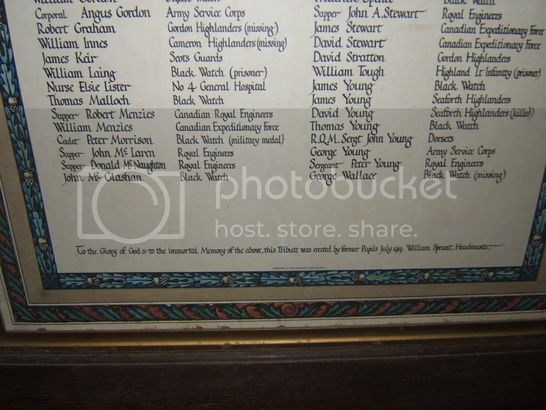 Corporal Angus Gordon Army Service Corps
Robert Graham Gordon Highlanders (missing)
William Innes Cameron Highlanders (missing)
James Keir Scots Guards
William Laing Black Watch (prisoner)
Nurse Elsie Lister No 4 General Hospital
Thomas Malloch Black Watch
Sapper Robert Menzies Canadian Royal Engineers
William Menzies Canadian Expeditionary force
Cadet Peter Morrison Black Watch (military medal)
Sapper John Mc Laren Royal Engineers
Sapper Donald McNaughton Royal Engineers
John Mc Glashan Black Watch
Sapper John A. Stewart Royal Engineers
James Stewart Canadian Expeditionary Force
David Stewart Canadian Expeditionary Force
David Stratton Gordon Highlanders
William Tough Highland Lt Infantry (prisoner)
James Young Black Watch
James Young Seaforth Highlanders
David Young Seaforth Highlanders (killed)
Thomas Young Black Watch
R.Q.M. Sergt John Young Dorsets
George Young Army Service Corps
Sergeant Peter Young Royal Engineers
George Wallace Black Watch (missing)
photobucket
host. store. share.
To the Glory of God & to the immortal Memory of the above, this Tribute was erected by former Pupils July 1919. William Sprunt, Headmaster.